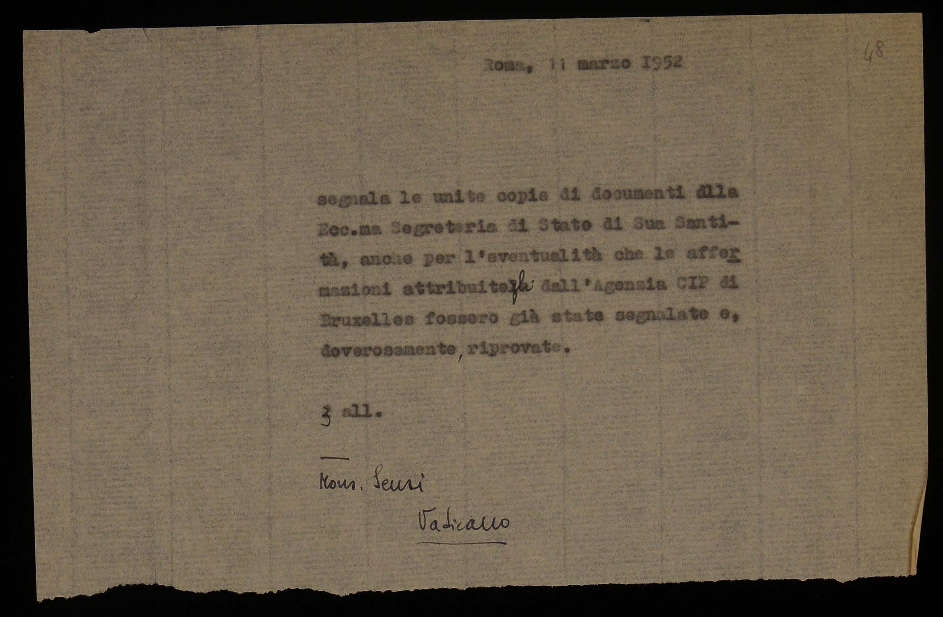 48
Roma, 11 marzo 1952
segnala le unite copie di documenti dlla
Ecc.ma Segreteria di Stato di Sua Santi-
tà, anche per l'eventualità che le affer
mazioni attribuitegli dall'Agenzia CIP di
Bruxelles fossero già state segnalate e,
doverosamente, riprovate.
3 all.
Mons. Sensi
Vaticano